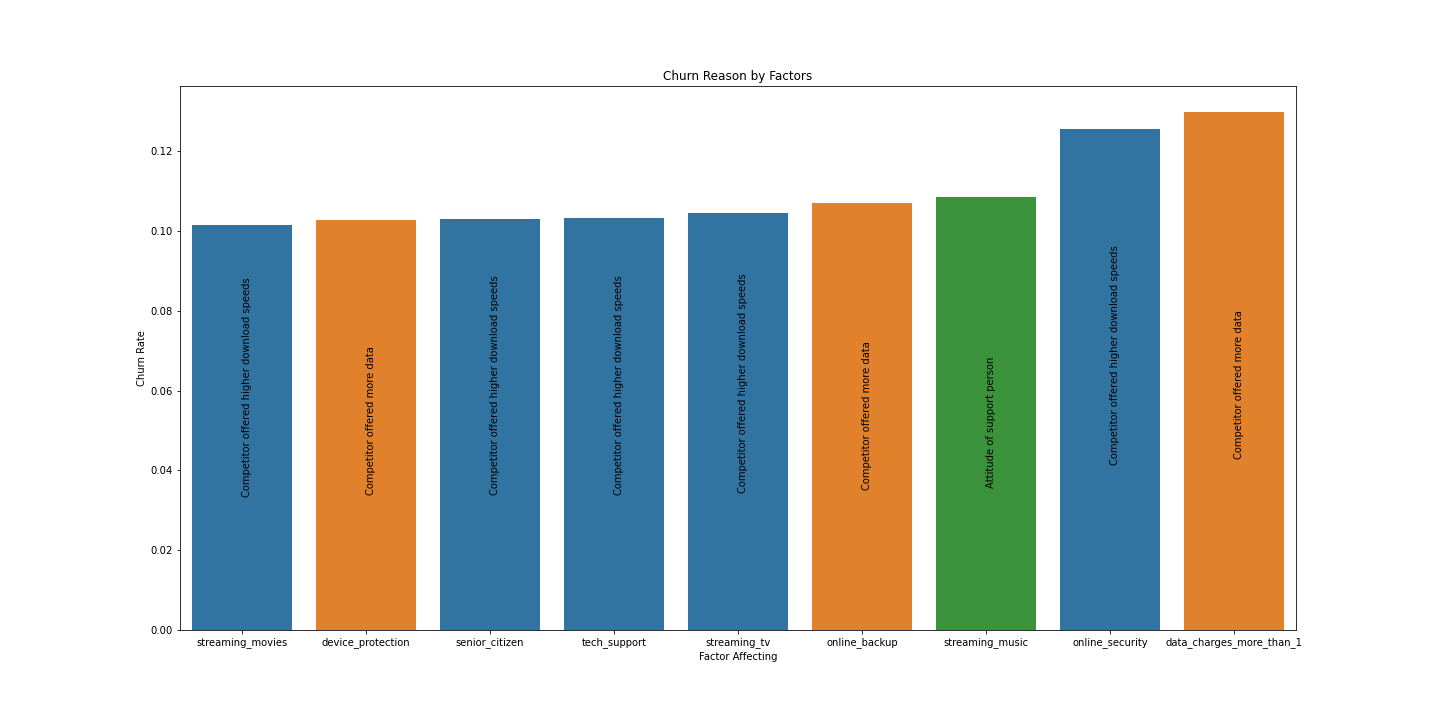 Churn Reason by Factors
0.12
0.10
0.08
0.06
0.04
0.02
0.00
Churn Rate
Competitor offered higher download speeds
Competitor offered more data
Competitor offered higher download speeds
Competitor offered higher download speeds
Competitor offered higher download speeds
Competitor offered more data
Attitude of support person
Competitor offered higher download speeds
Competitor offered more data
streaming_movies
device_protection
senior_citizen
tech_support
streaming_tv
online_backup
streaming_music
online_security
data_charges_more_than_1
Factor Affecting